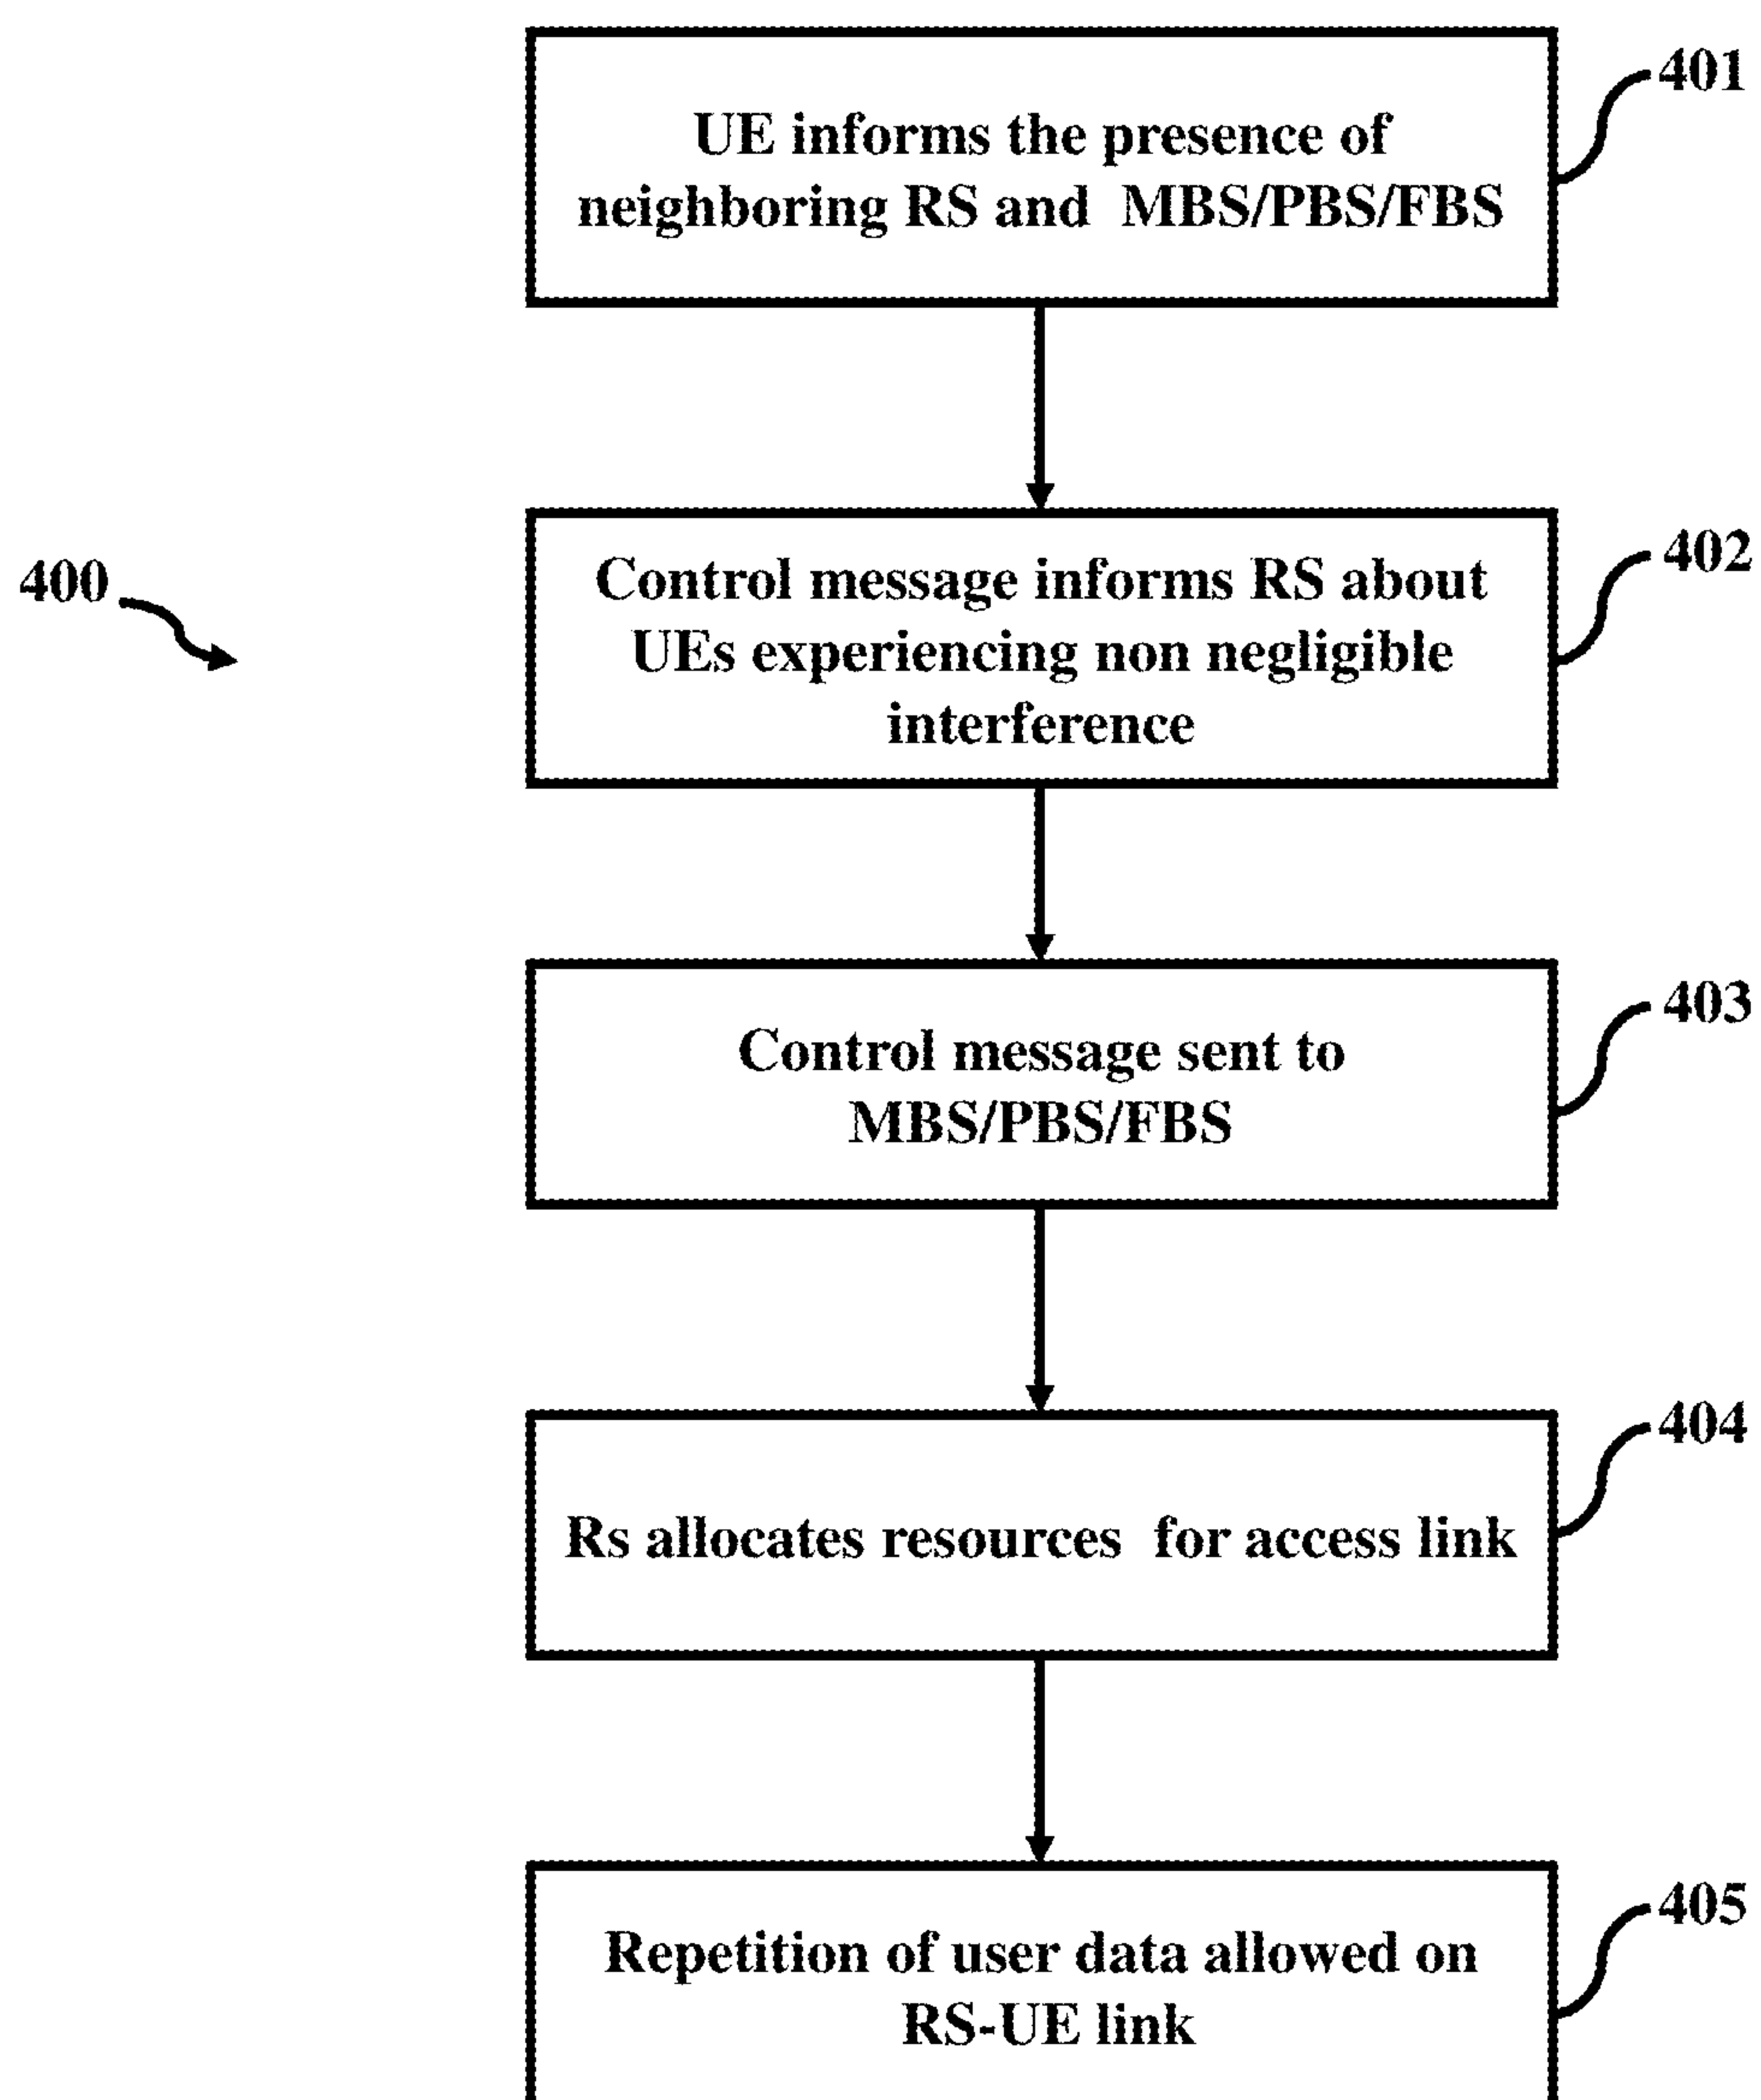 401
UE informs the presence of
neighboring RS and MBS/PBS/FBS
402
400
Control message informs RS about
UEs experiencing non negligible
interference
403
Control message sent to
MBS/PBS/FBS
404
Rs allocates resources for access link
405
Repetition of user data allowed on
RS-UE link